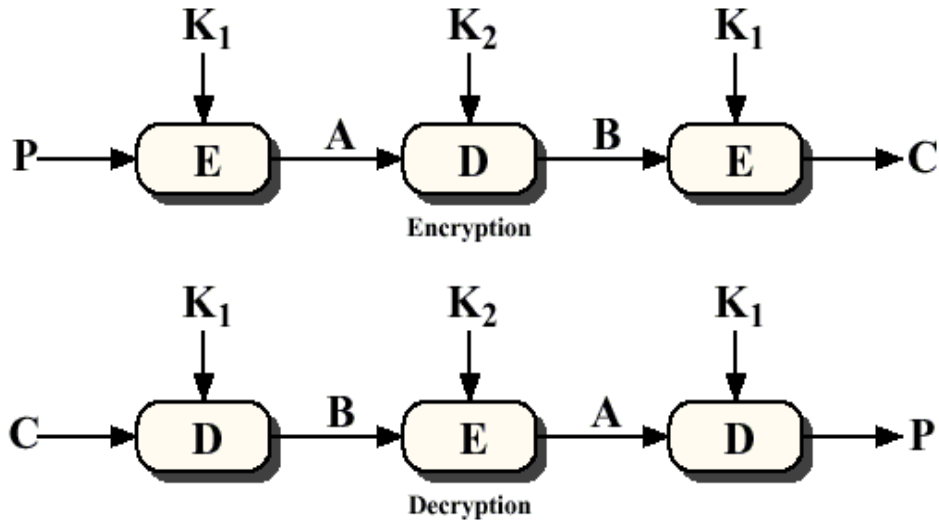 K₁ K₂ K₁
P E A D B E C
Encryption
K₁ K₂ K₁
C D B E A D P
Decryption